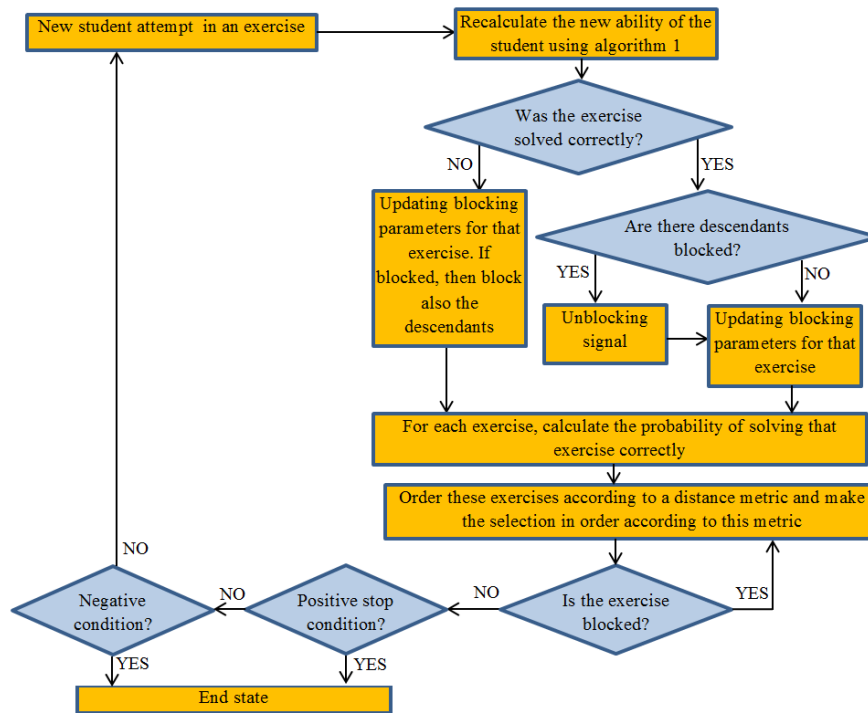 New student attempt in an exercise
Recalculate the new ability of the
student using algorithm 1
Was the exercise
solved correctly?
NO
YES
Updating blocking
parameters for that
exercise. If
blocked, then block
also the
descendants
Are there descendants
blocked?
YES
NO
Unblocking
signal
Updating blocking
parameters for that
exercise
For each exercise, calculate the probability of solving that
exercise correctly
Order these exercises according to a distance metric and make
the selection in order according to this metric
Is the exercise
blocked?
YES
NO
Positive stop
condition?
NO
YES
Negative
condition?
NO
YES
End state